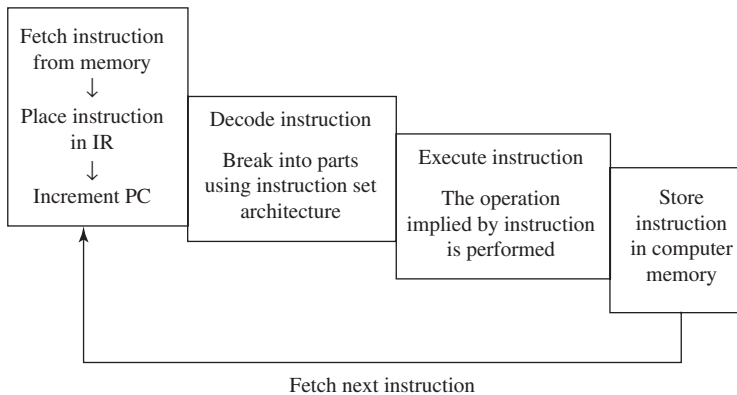 Fetch instruction
from memory
↓
Place instruction
in IR
↓
Increment PC
Decode instruction
Break into parts
using instruction set
architecture
Execute instruction
The operation
implied by instruction
is performed
Store
instruction
in computer
memory
Fetch next instruction